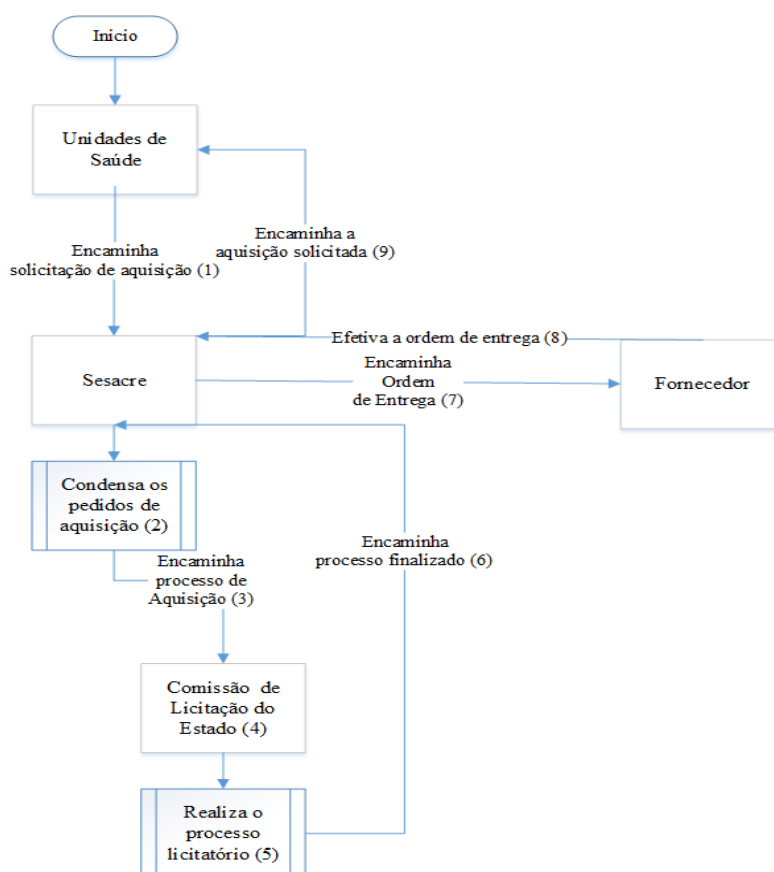 Inicio
Unidades de
Saúde
Encaminha
solicitação de aquisição (1)
Encaminha a
aquisição solicitada (9)
Sesacre
Efetiva a ordem de entrega (8)
Encaminha
Ordem
de Entrega (7)
Fornecedor
Condensa os
pedidos de
aquisição (2)
Encaminha
processo de
Aquisição (3)
Encaminha
processo finalizado (6)
Comissão de
Licitação do
Estado (4)
Realiza o
processo
licitatório (5)